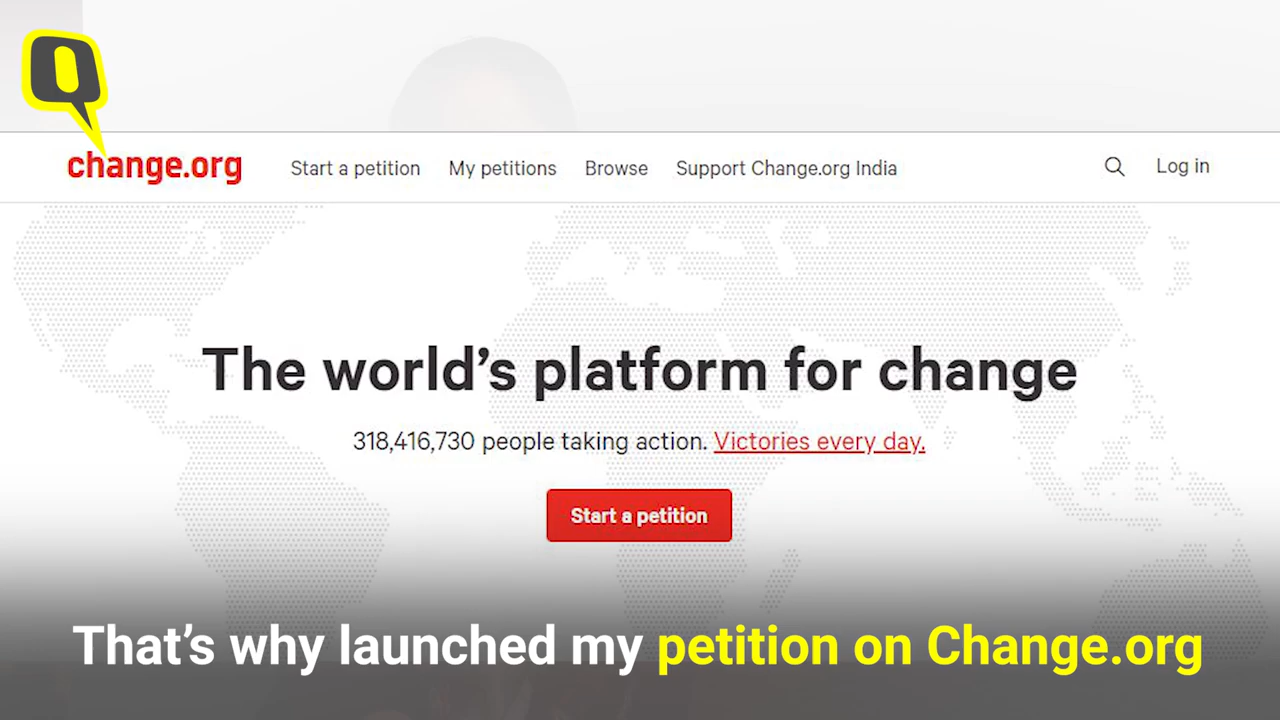 Q
change.org
Start a petition My petitions Browse Support Change.org India Log in
The world's platform for change
318,416,730 people taking action. Victories every day.
Start a petition
That's why launched my petition on Change.org